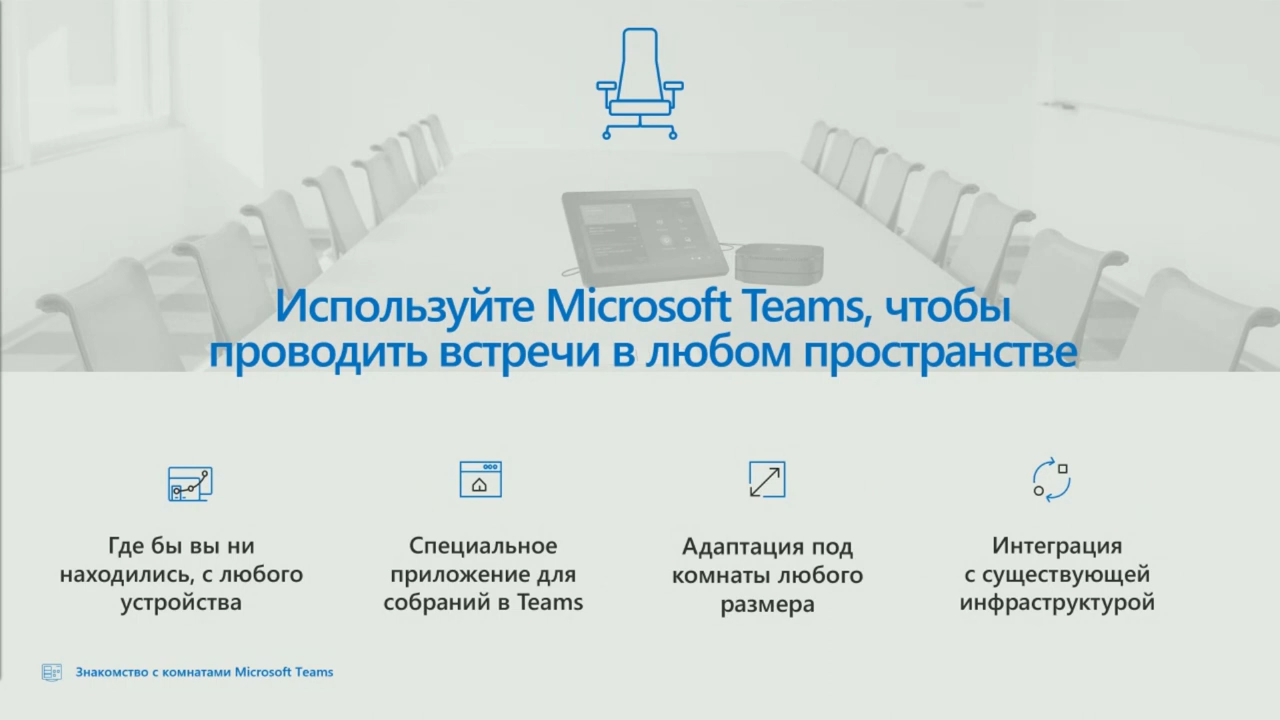 Используйте Microsoft Teams, чтобы
проводить встречи в любом пространстве
Где бы вы ни
находились, с любого
устройства
Специальное
приложение для
собраний в Teams
Адаптация под
комнаты любого
размера
Интеграция
с существующей
инфраструктурой
Знакомство с комнатами Microsoft Teams